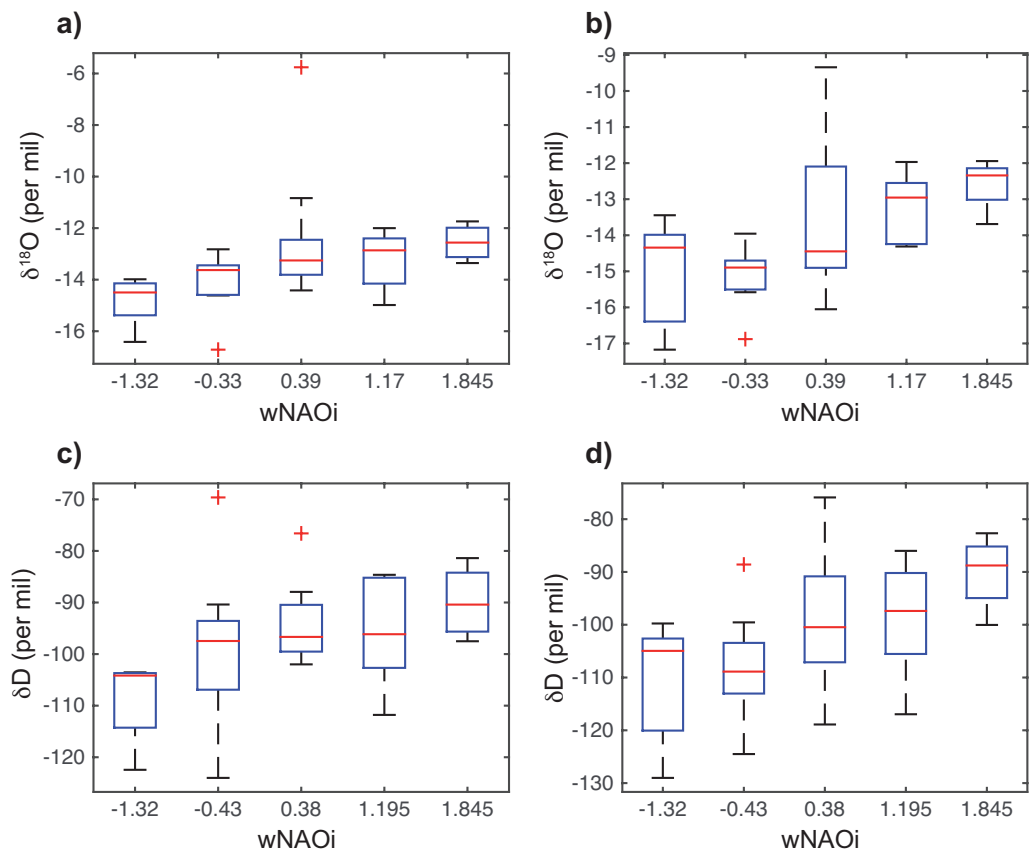 a)
δ¹⁸O (per mil)
-6
-8
-10
-12
-14
-16
-1.32 -0.33 0.39 1.17 1.845
wNAOi
b)
δ¹⁸O (per mil)
-9
-10
-11
-12
-13
-14
-15
-16
-17
-1.32 -0.33 0.39 1.17 1.845
wNAOi
c)
δD (per mil)
-70
-80
-90
-100
-110
-120
-1.32 -0.43 0.38 1.195 1.845
wNAOi
d)
δD (per mil)
-80
-90
-100
-110
-120
-130
-1.32 -0.43 0.38 1.195 1.845
wNAOi